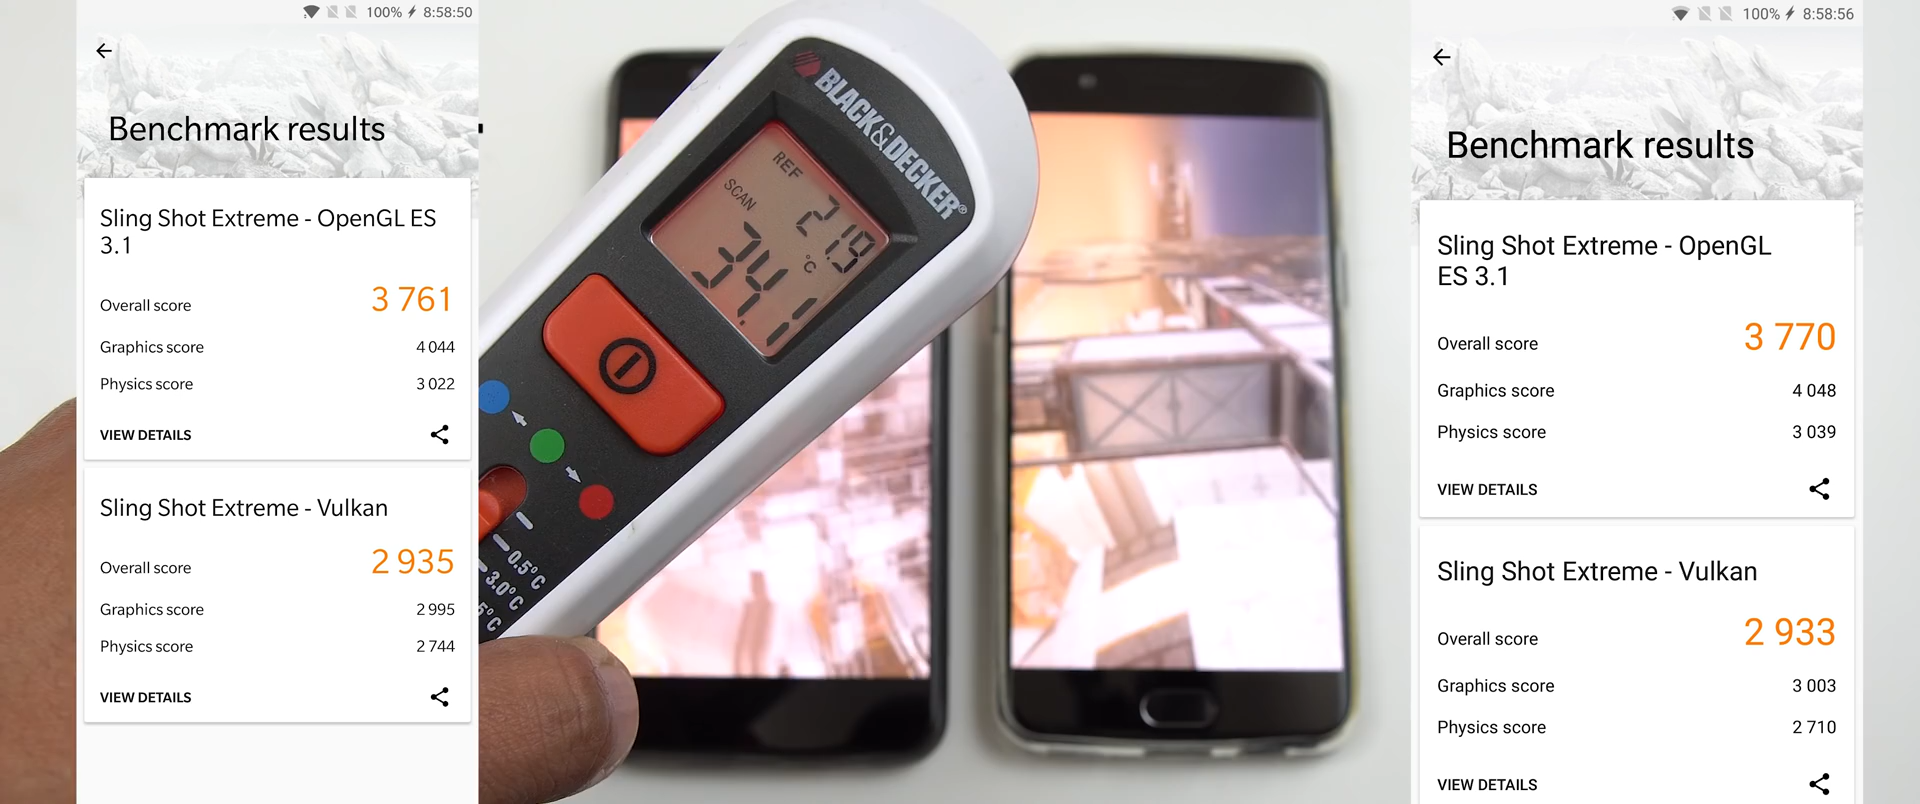 100% 8:58:50
Benchmark results
Sling Shot Extreme - OpenGL ES
3.1
Overall score 3 761
Graphics score 4 044
Physics score 3 022
VIEW DETAILS
Sling Shot Extreme - Vulkan
Overall score 2 935
Graphics score 2 995
Physics score 2 744
VIEW DETAILS
BLACK&DECKER®
REF 21.9
SCAN °C
34.1
0.5°C
3.0°C
5°C
100% 8:58:56
Benchmark results
Sling Shot Extreme - OpenGL
ES 3.1
Overall score 3 770
Graphics score 4 048
Physics score 3 039
VIEW DETAILS
Sling Shot Extreme - Vulkan
Overall score 2 933
Graphics score 3 003
Physics score 2 710
VIEW DETAILS